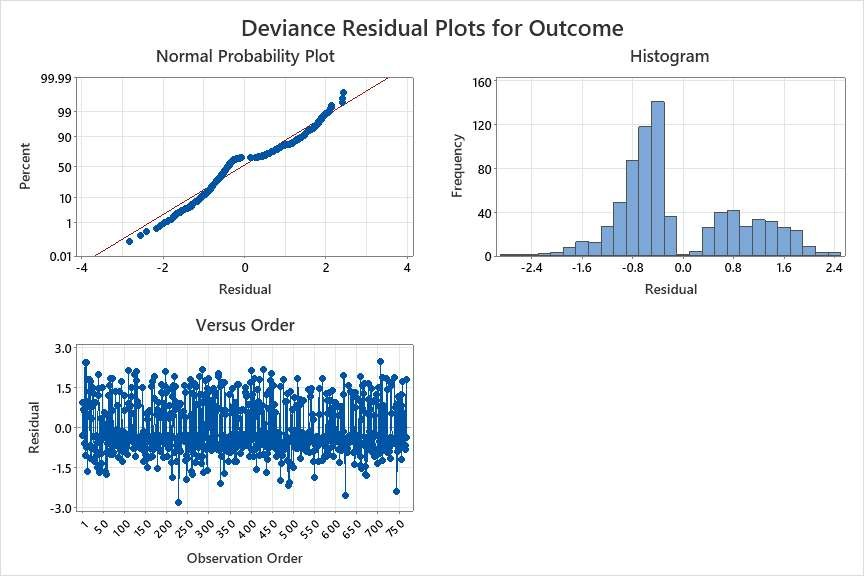 Deviance Residual Plots for Outcome
Normal Probability Plot
99.99
99
90
50
10
1
0.01
Percent
-4 -2 0 2 4
Residual
Histogram
160
120
80
40
0
Frequency
-2.4 -1.6 -0.8 0.0 0.8 1.6 2.4
Residual
Versus Order
3.0
1.5
0.0
-1.5
-3.0
Residual
1 50 100 150 200 250 300 350 400 450 500 550 600 650 700 750
Observation Order